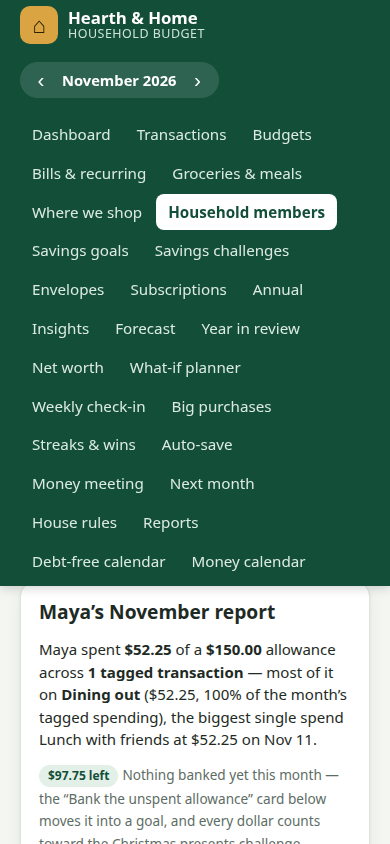 Hearth & Home
HOUSEHOLD BUDGET
‹ November 2026 ›
Dashboard Transactions Budgets
Bills & recurring Groceries & meals
Where we shop Household members
Savings goals Savings challenges
Envelopes Subscriptions Annual
Insights Forecast Year in review
Net worth What-if planner
Weekly check-in Big purchases
Streaks & wins Auto-save
Money meeting Next month
House rules Reports
Debt-free calendar Money calendar
Maya’s November report
Maya spent $52.25 of a $150.00 allowance
across 1 tagged transaction — most of it
on Dining out ($52.25, 100% of the month’s
tagged spending), the biggest single spend
Lunch with friends at $52.25 on Nov 11.
$97.75 left Nothing banked yet this month —
the “Bank the unspent allowance” card below
moves it into a goal, and every dollar counts
toward the Christmas presents challenge.